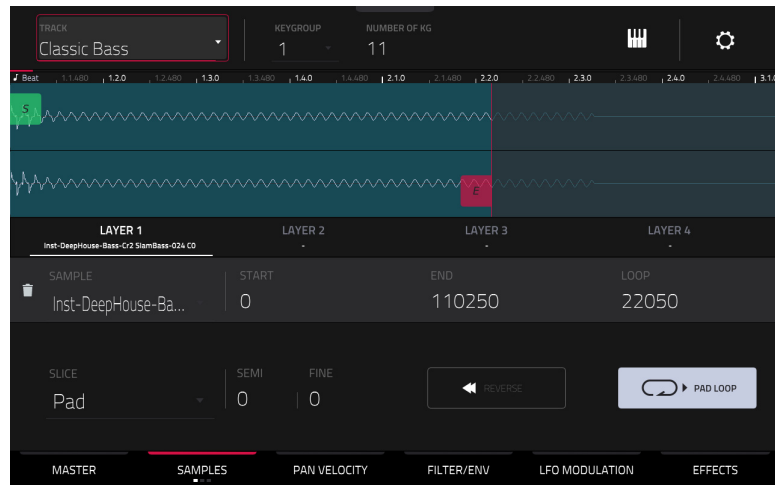 TRACK
Classic Bass
KEYGROUP
1
NUMBER OF KG
11
Beat 1.1.480 1.2.0 1.2.480 1.3.0 1.3.480 1.4.0 1.4.480 2.1.0 2.1.480 2.2.0 2.2.480 2.3.0 2.3.480 2.4.0 2.4.480 3.1.
S
E
LAYER 1
Inst-DeepHouse-Bass-Cr2 SlamBass-024 C0
LAYER 2
-
LAYER 3
-
LAYER 4
-
SAMPLE
Inst-DeepHouse-Ba...
START
0
END
110250
LOOP
22050
SLICE
Pad
SEMI
0
FINE
0
REVERSE
PAD LOOP
MASTER SAMPLES PAN VELOCITY FILTER/ENV LFO MODULATION EFFECTS